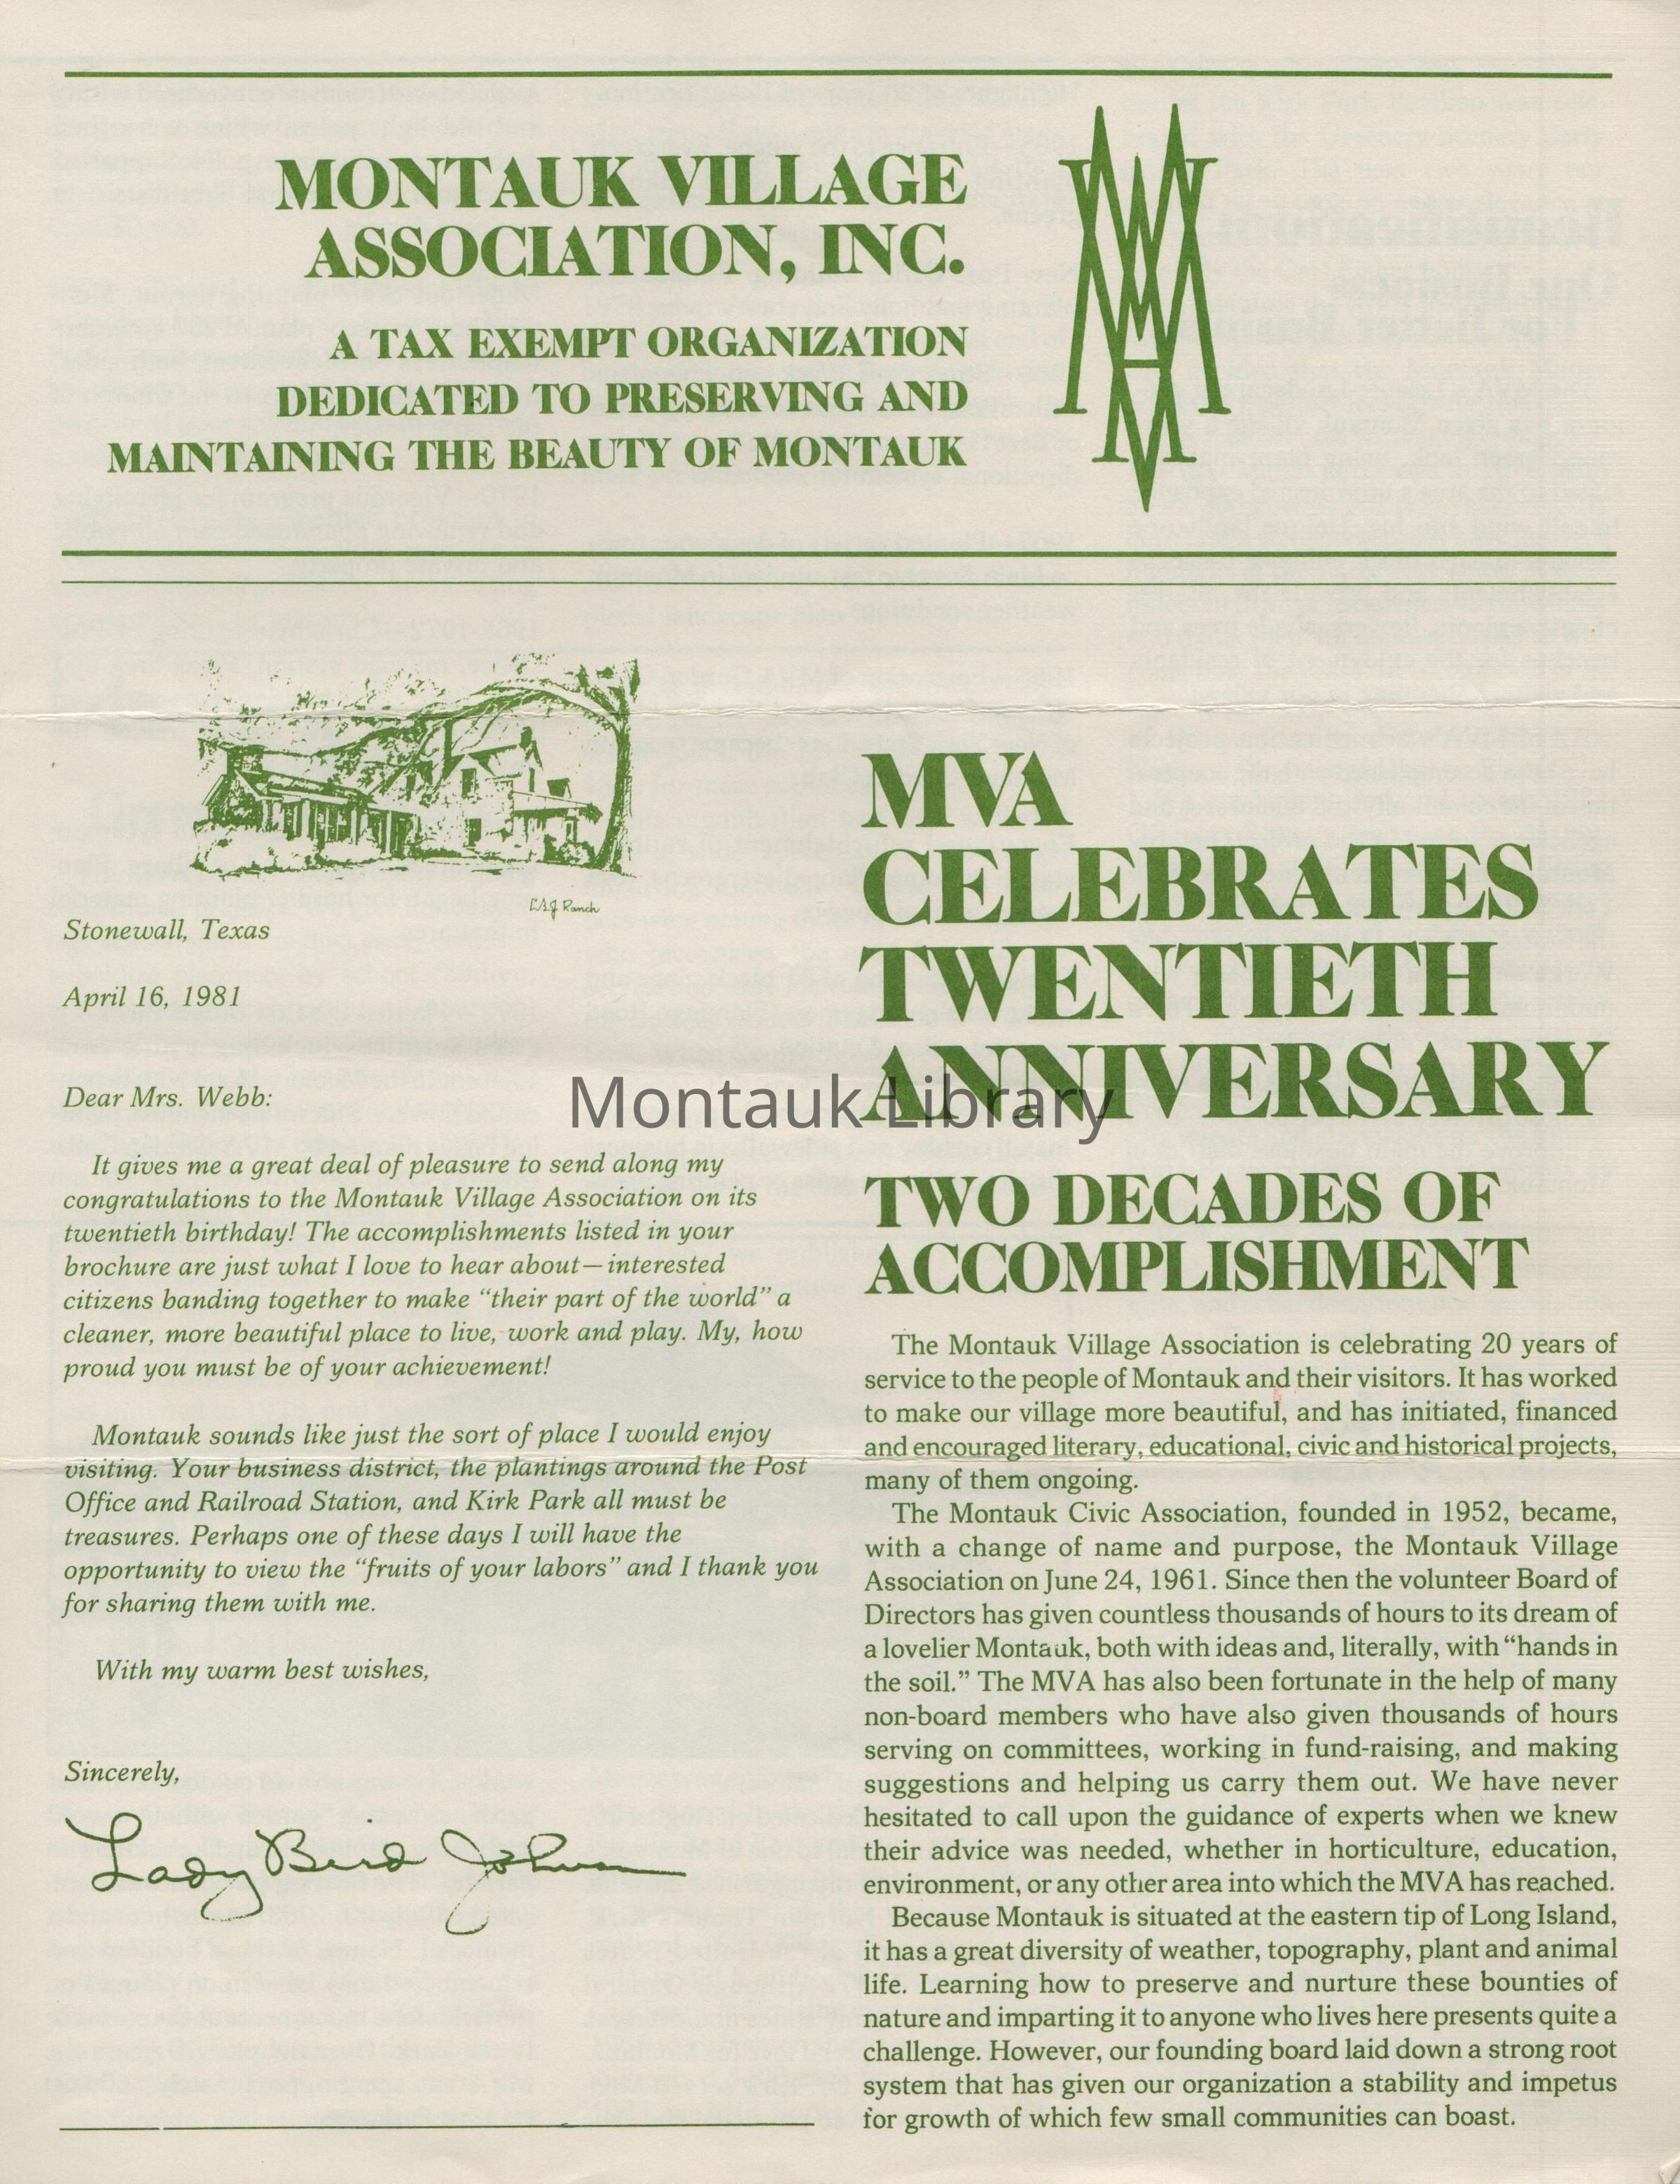 MONTAUK VILLAGE
ASSOCIATION, INC.
A TAX EXEMPT ORGANIZATION
DEDICATED TO PRESERVING AND
MAINTAINING THE BEAUTY OF MONTAUK
MVA
LBJ Ranch
Stonewall, Texas
April 16, 1981
Dear Mrs. Webb:
It gives me a great deal of pleasure to send along my
congratulations to the Montauk Village Association on its
twentieth birthday! The accomplishments listed in your
brochure are just what I love to hear about—interested
citizens banding together to make “their part of the world” a
cleaner, more beautiful place to live, work and play. My, how
proud you must be of your achievement!
Montauk sounds like just the sort of place I would enjoy
visiting. Your business district, the plantings around the Post
Office and Railroad Station, and Kirk Park all must be
treasures. Perhaps one of these days I will have the
opportunity to view the “fruits of your labors” and I thank you
for sharing them with me.
With my warm best wishes,
Sincerely,
Lady Bird Johnson
MVA
CELEBRATES
TWENTIETH
ANNIVERSARY
TWO DECADES OF
ACCOMPLISHMENT
The Montauk Village Association is celebrating 20 years of
service to the people of Montauk and their visitors. It has worked
to make our village more beautiful, and has initiated, financed
and encouraged literary, educational, civic and historical projects,
many of them ongoing.
The Montauk Civic Association, founded in 1952, became,
with a change of name and purpose, the Montauk Village
Association on June 24, 1961. Since then the volunteer Board of
Directors has given countless thousands of hours to its dream of
a lovelier Montauk, both with ideas and, literally, with “hands in
the soil.” The MVA has also been fortunate in the help of many
non-board members who have also given thousands of hours
serving on committees, working in fund-raising, and making
suggestions and helping us carry them out. We have never
hesitated to call upon the guidance of experts when we knew
their advice was needed, whether in horticulture, education,
environment, or any other area into which the MVA has reached.
Because Montauk is situated at the eastern tip of Long Island,
it has a great diversity of weather, topography, plant and animal
life. Learning how to preserve and nurture these bounties of
nature and imparting it to anyone who lives here presents quite a
challenge. However, our founding board laid down a strong root
system that has given our organization a stability and impetus
for growth of which few small communities can boast.
Montauk Library